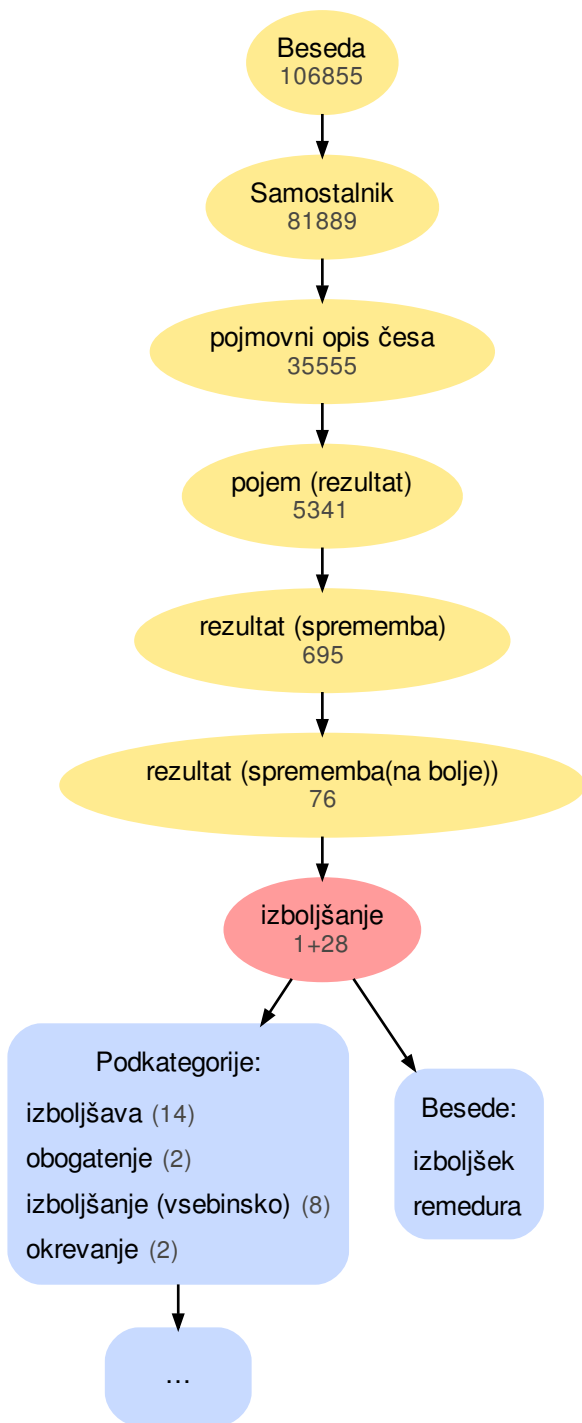 Beseda
106855
Samostalnik
81889
pojmovni opis česa
35555
pojem (rezultat)
5341
rezultat (sprememba)
695
rezultat (sprememba(na bolje))
76
izboljšanje
1+28
Podkategorije:
izboljšava (14)
obogatenje (2)
izboljšanje (vsebinsko) (8)
okrevanje (2)
Besede:
izboljšek
remedura
…